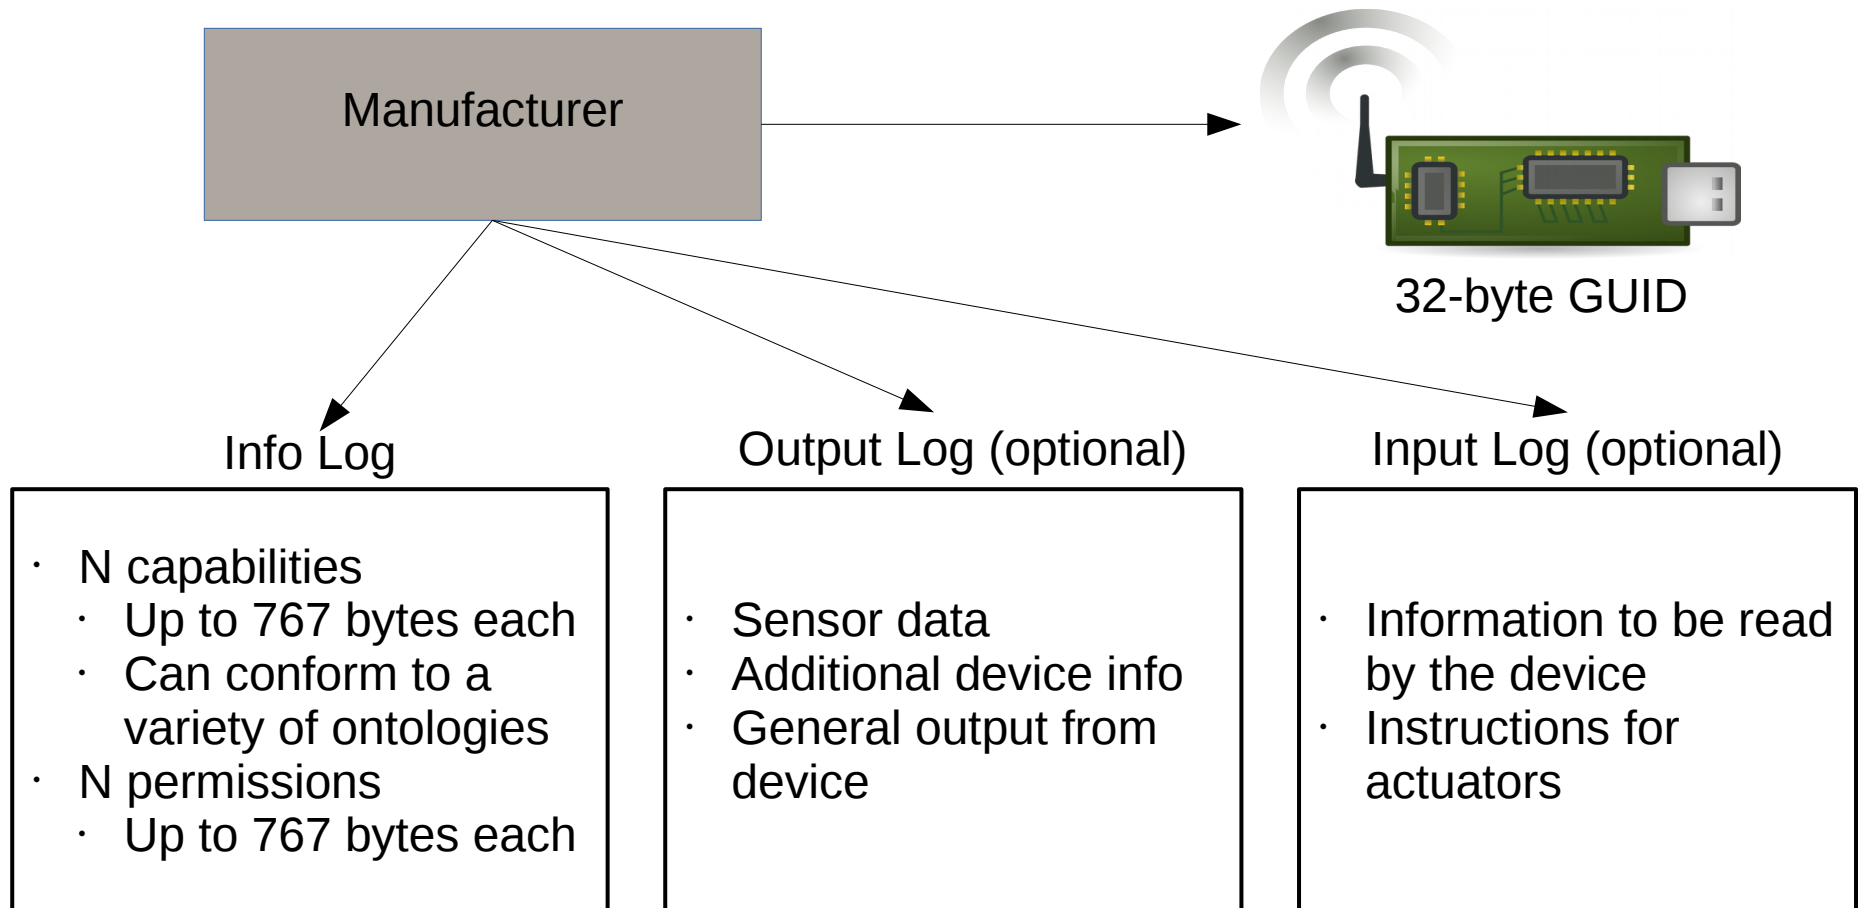 Manufacturer
32-byte GUID
Info Log
Output Log (optional)
Input Log (optional)
· N capabilities
· Up to 767 bytes each
· Can conform to a
variety of ontologies
· N permissions
· Up to 767 bytes each
· Sensor data
· Additional device info
· General output from
device
· Information to be read
by the device
· Instructions for
actuators